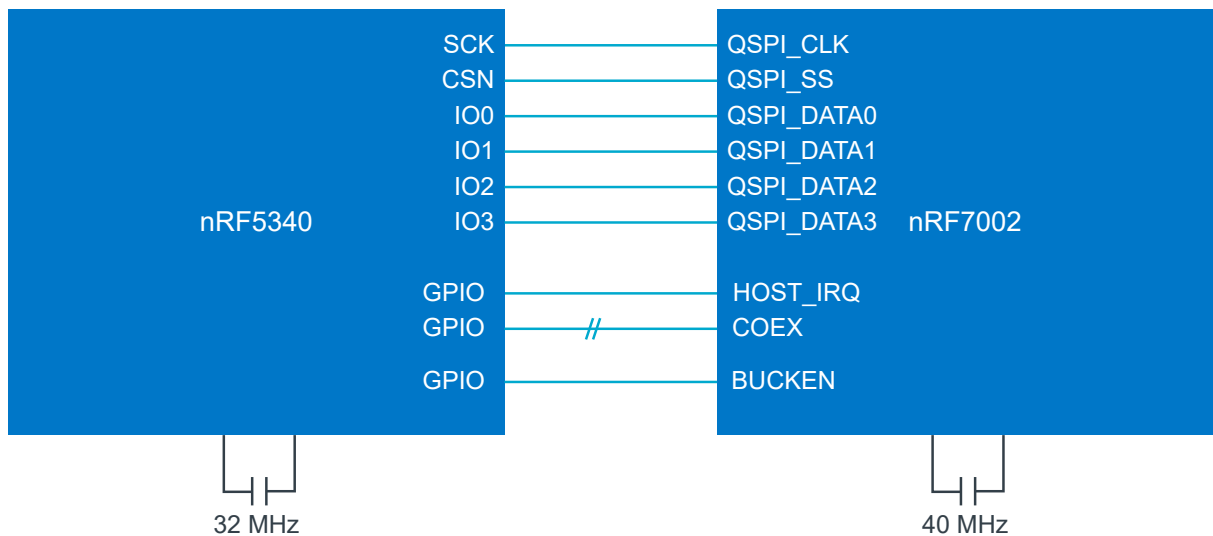 SCK QSPI_CLK
CSN QSPI_SS
IO0 QSPI_DATA0
IO1 QSPI_DATA1
IO2 QSPI_DATA2
nRF5340 IO3 QSPI_DATA3 nRF7002
GPIO HOST_IRQ
GPIO COEX
GPIO BUCKEN
32 MHz 40 MHz